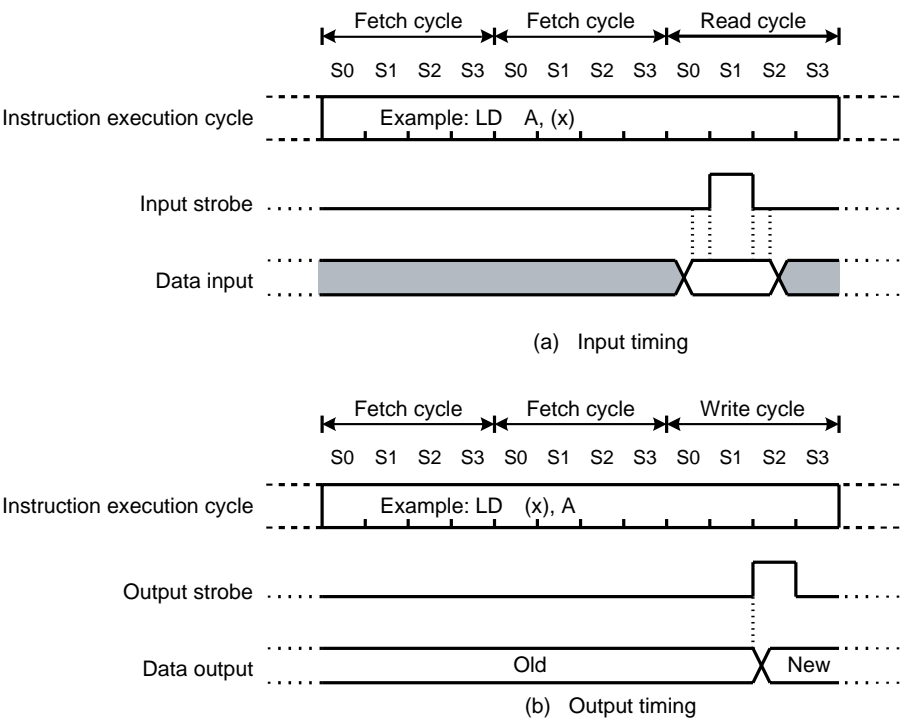 Fetch cycle Fetch cycle Read cycle
S0 S1 S2 S3 S0 S1 S2 S3 S0 S1 S2 S3
Instruction execution cycle Example: LD A, (x)
Input strobe
Data input
(a) Input timing
Fetch cycle Fetch cycle Write cycle
S0 S1 S2 S3 S0 S1 S2 S3 S0 S1 S2 S3
Instruction execution cycle Example: LD (x), A
Output strobe
Data output Old New
(b) Output timing